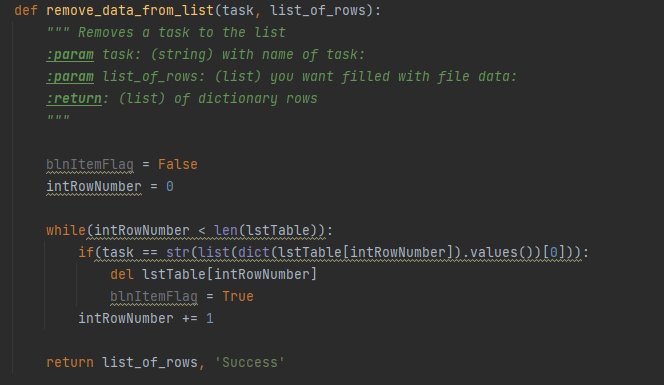 def remove_data_from_list(task, list_of_rows):
""" Removes a task to the list
:param task: (string) with name of task:
:param list_of_rows: (list) you want filled with file data:
:return: (list) of dictionary rows
"""
blnItemFlag = False
intRowNumber = 0
while(intRowNumber < len(lstTable)):
if(task == str(list(dict(lstTable[intRowNumber]).values())[0])):
del lstTable[intRowNumber]
blnItemFlag = True
intRowNumber += 1
return list_of_rows, 'Success'